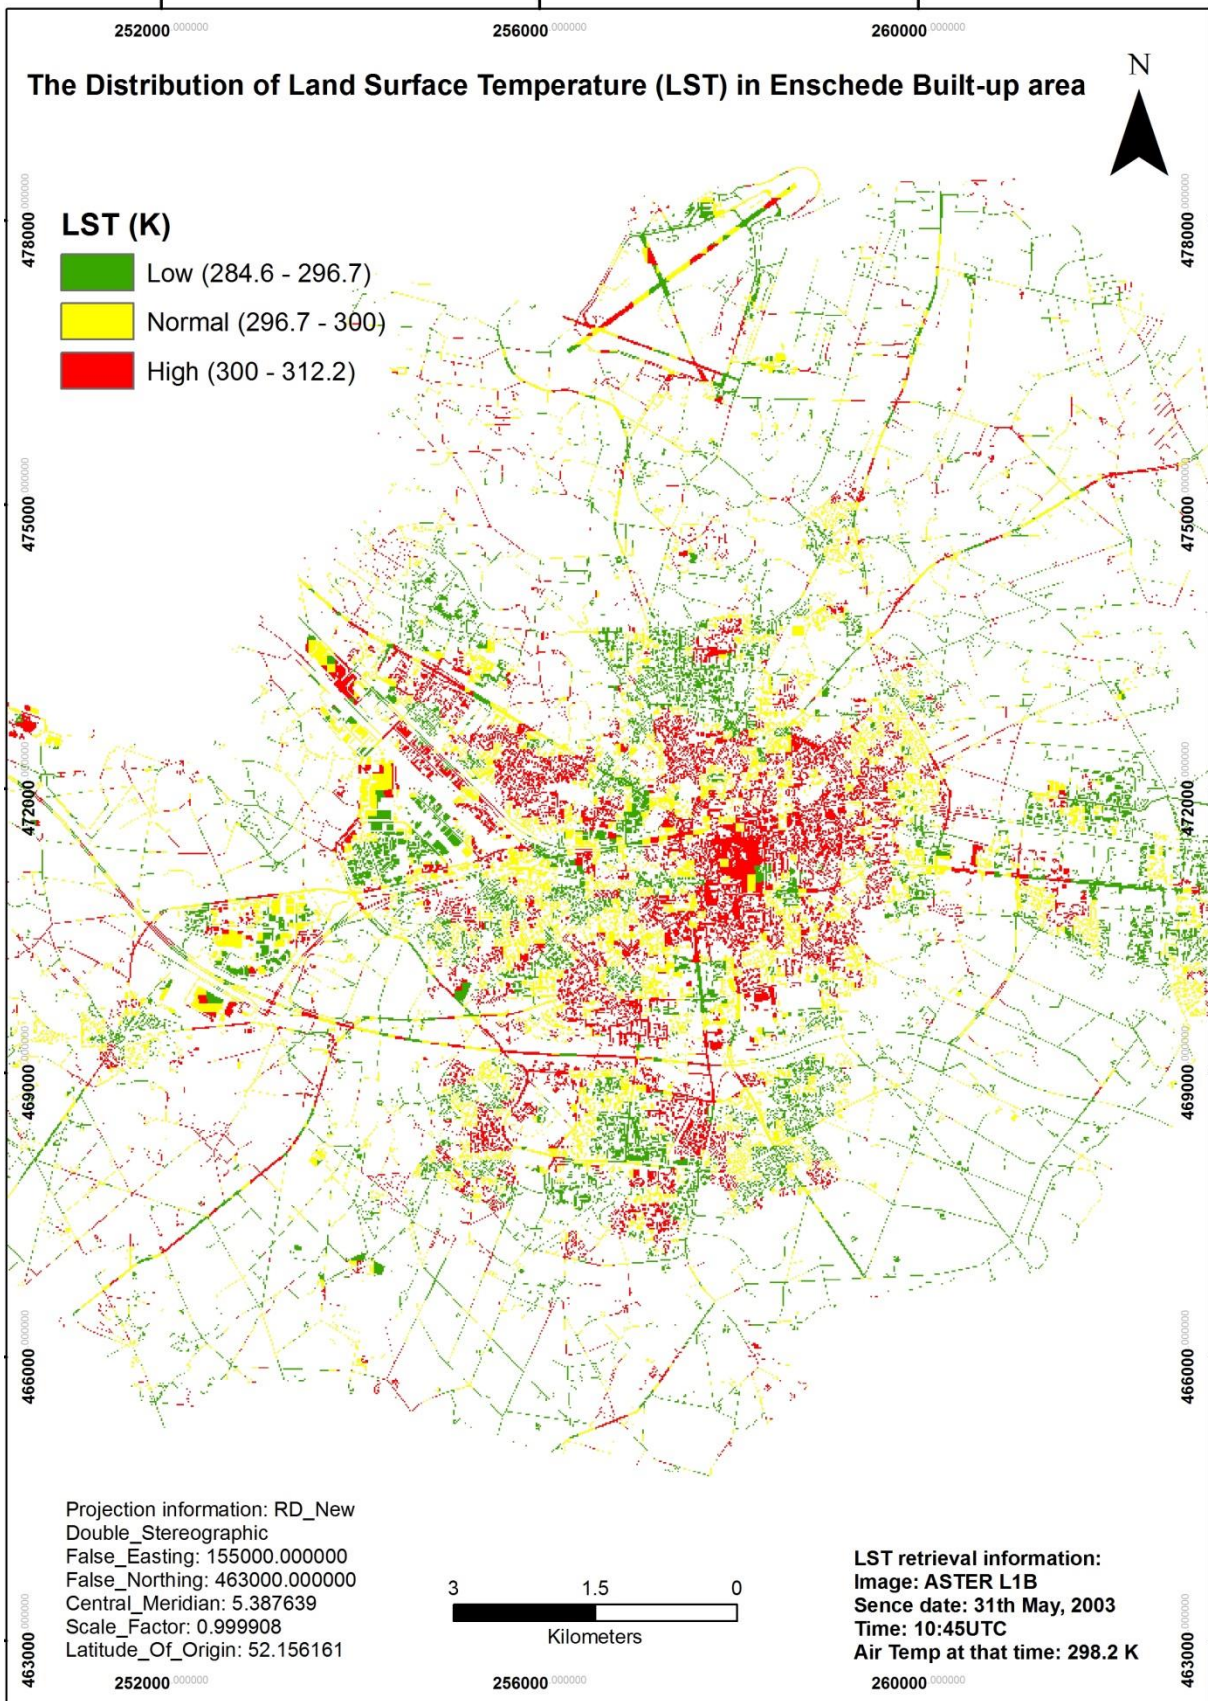 252000.000000
256000.000000
260000.000000
The Distribution of Land Surface Temperature (LST) in Enschede Built-up area
N
LST (K)
Low (284.6 - 296.7)
Normal (296.7 - 300)
High (300 - 312.2)
478000.000000
478000.000000
475000.000000
475000.000000
472000.000000
472000.000000
469000.000000
469000.000000
466000.000000
466000.000000
463000.000000
463000.000000
Projection information: RD_New
Double_Stereographic
False_Easting: 155000.000000
False_Northing: 463000.000000
Central_Meridian: 5.387639
Scale_Factor: 0.999908
Latitude_Of_Origin: 52.156161
3 1.5 0
Kilometers
LST retrieval information:
Image: ASTER L1B
Sence date: 31th May, 2003
Time: 10:45UTC
Air Temp at that time: 298.2 K
252000.000000
256000.000000
260000.000000